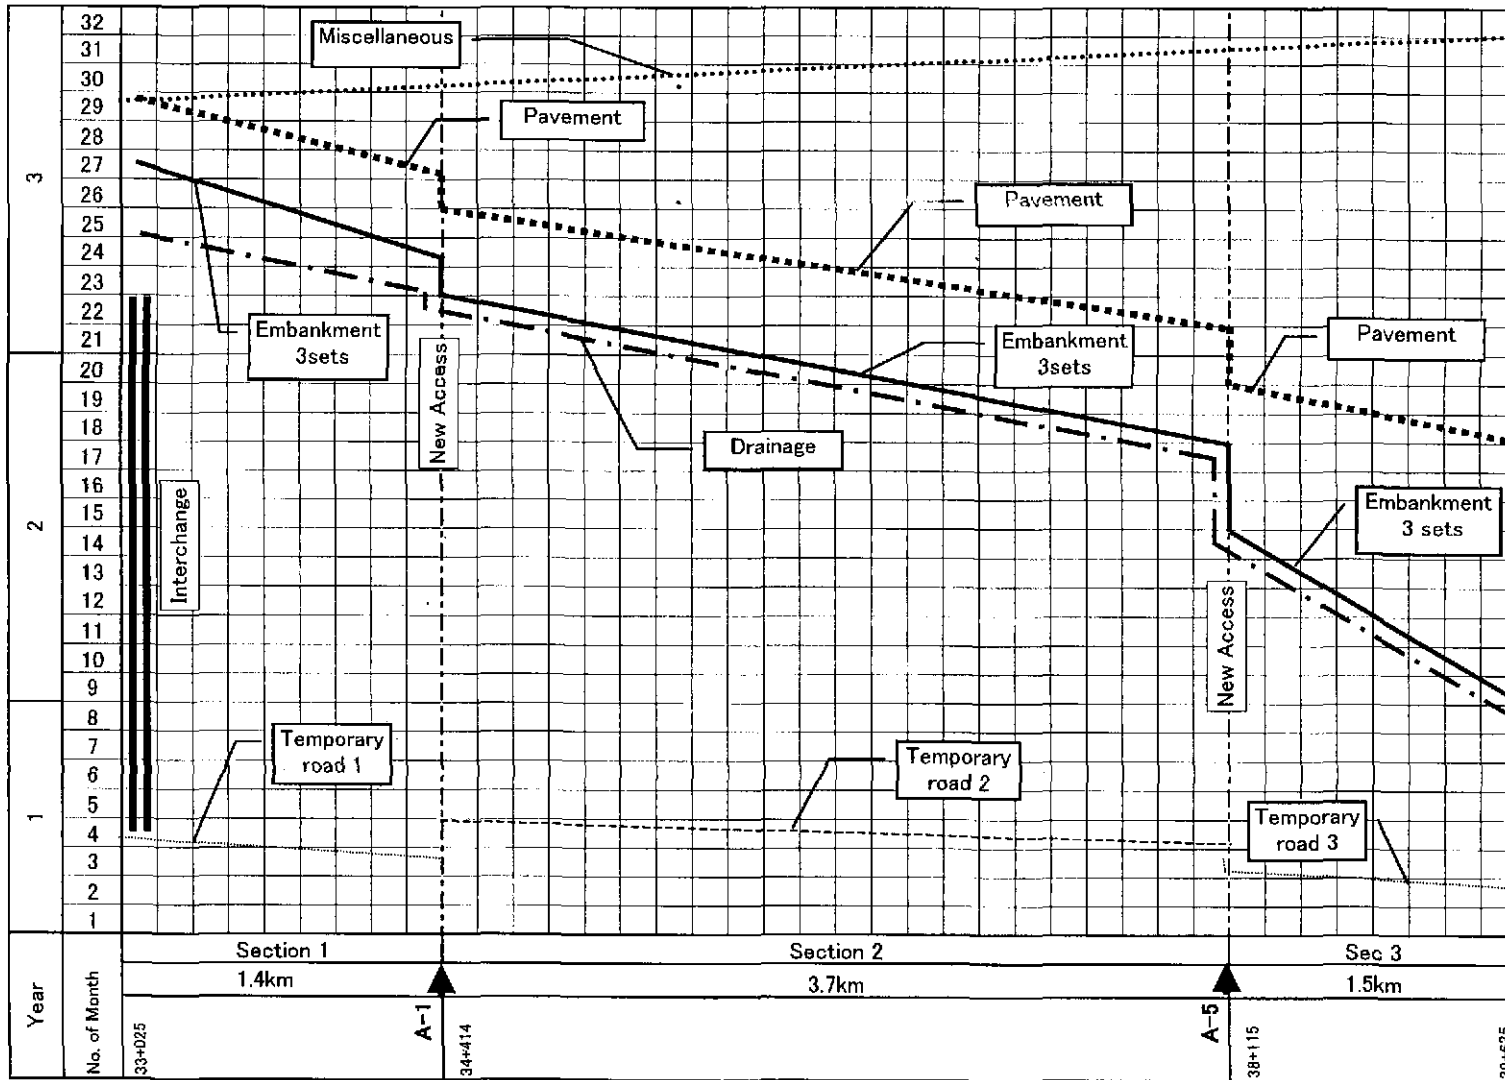 32
31
30
29
28
27
26
25
24
23
22
21
20
19
18
17
16
15
14
13
12
11
10
9
8
7
6
5
4
3
2
1
3
2
1
Miscellaneous
Pavement
Pavement
Pavement
Embankment
3sets
Embankment
3sets
Embankment
3 sets
Drainage
New Access
New Access
Interchange
Temporary
road 1
Temporary
road 2
Temporary
road 3
Section 1
Section 2
Sec 3
1.4km
3.7km
1.5km
Year
No. of Month
33+025
A-1
34+414
A-5
38+115